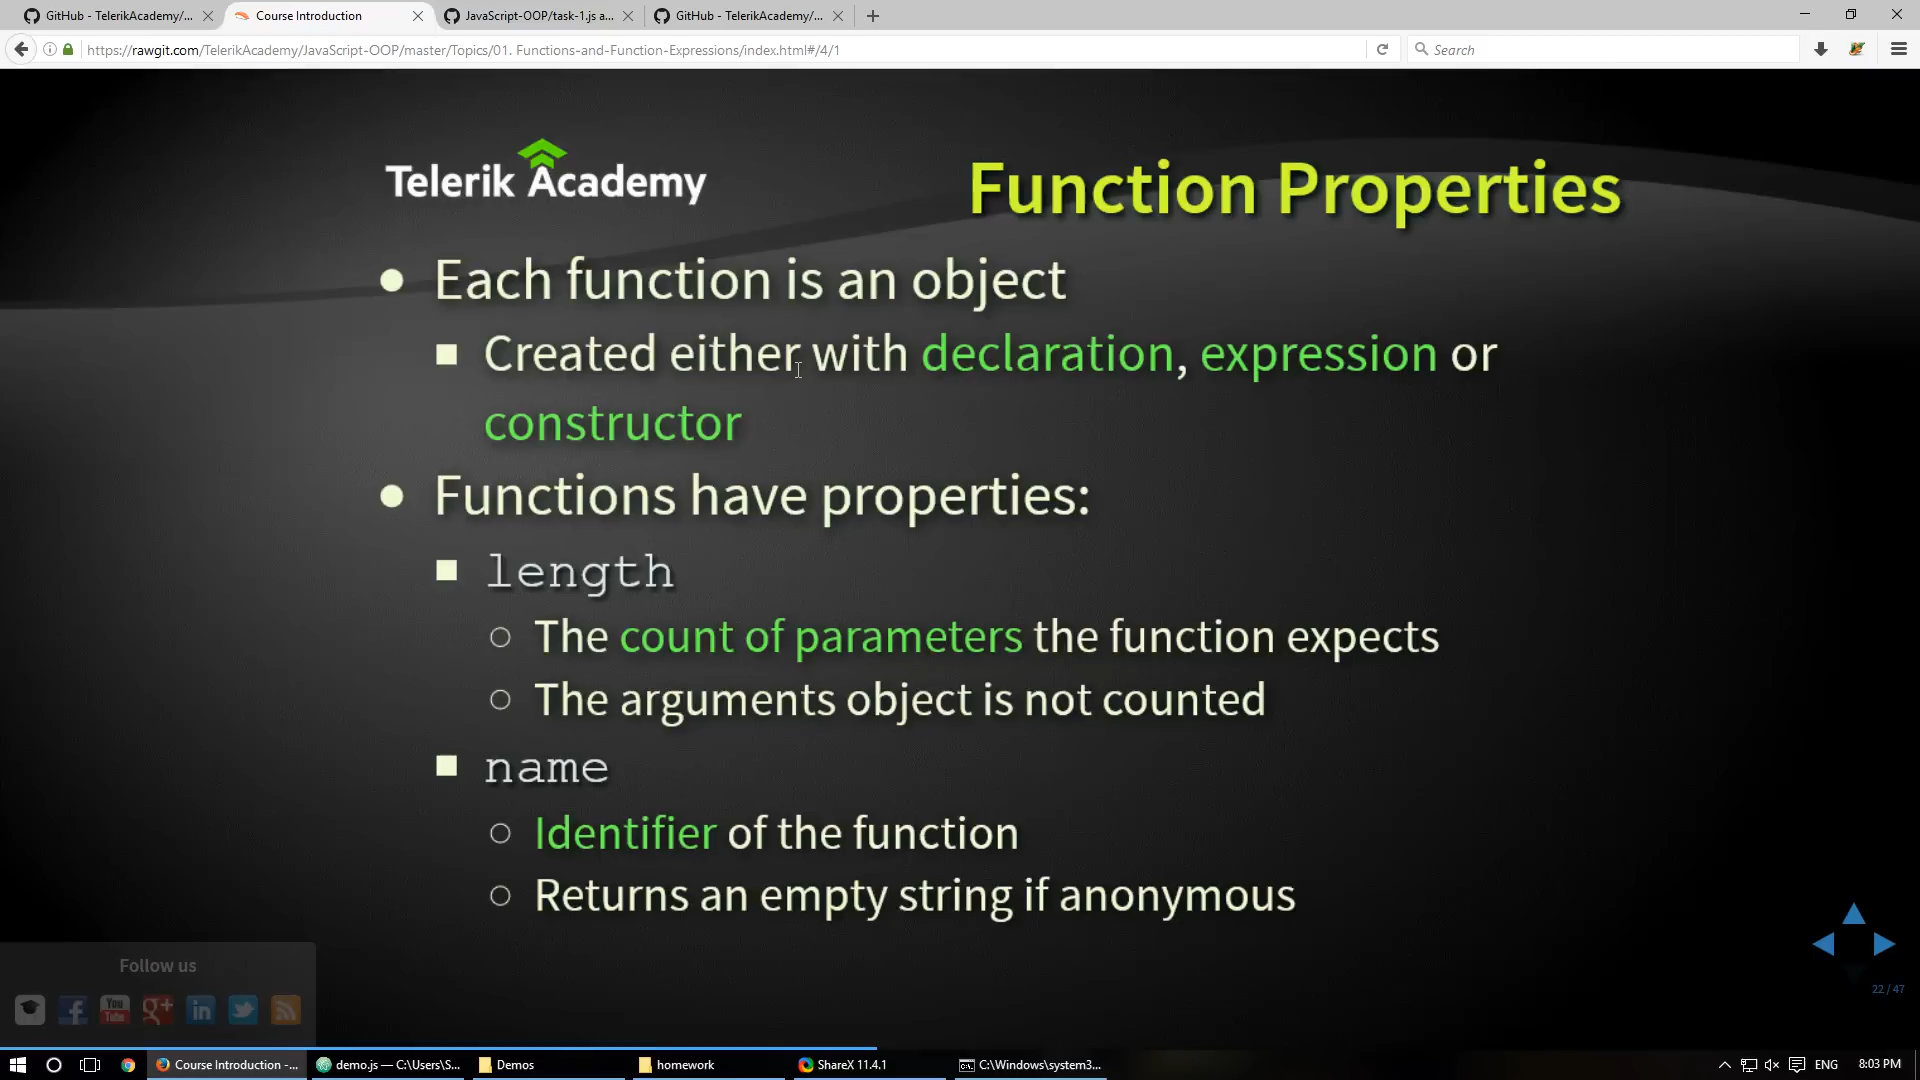 GitHub - TelerikAcademy/...
Course Introduction
JavaScript-OOP/task-1.js a...
GitHub - TelerikAcademy/...
https://rawgit.com/TelerikAcademy/JavaScript-OOP/master/Topics/01. Functions-and-Function-Expressions/index.html#/4/1
Search
Telerik Academy
Function Properties
Each function is an object
Created either with declaration, expression or
constructor
Functions have properties:
length
The count of parameters the function expects
The arguments object is not counted
name
Identifier of the function
Returns an empty string if anonymous
Follow us
You
Tube
g+
in
22 / 47
Course Introduction -...
demo.js — C:\Users\S...
Demos
homework
ShareX 11.4.1
C:\Windows\system3...
ENG
8:03 PM